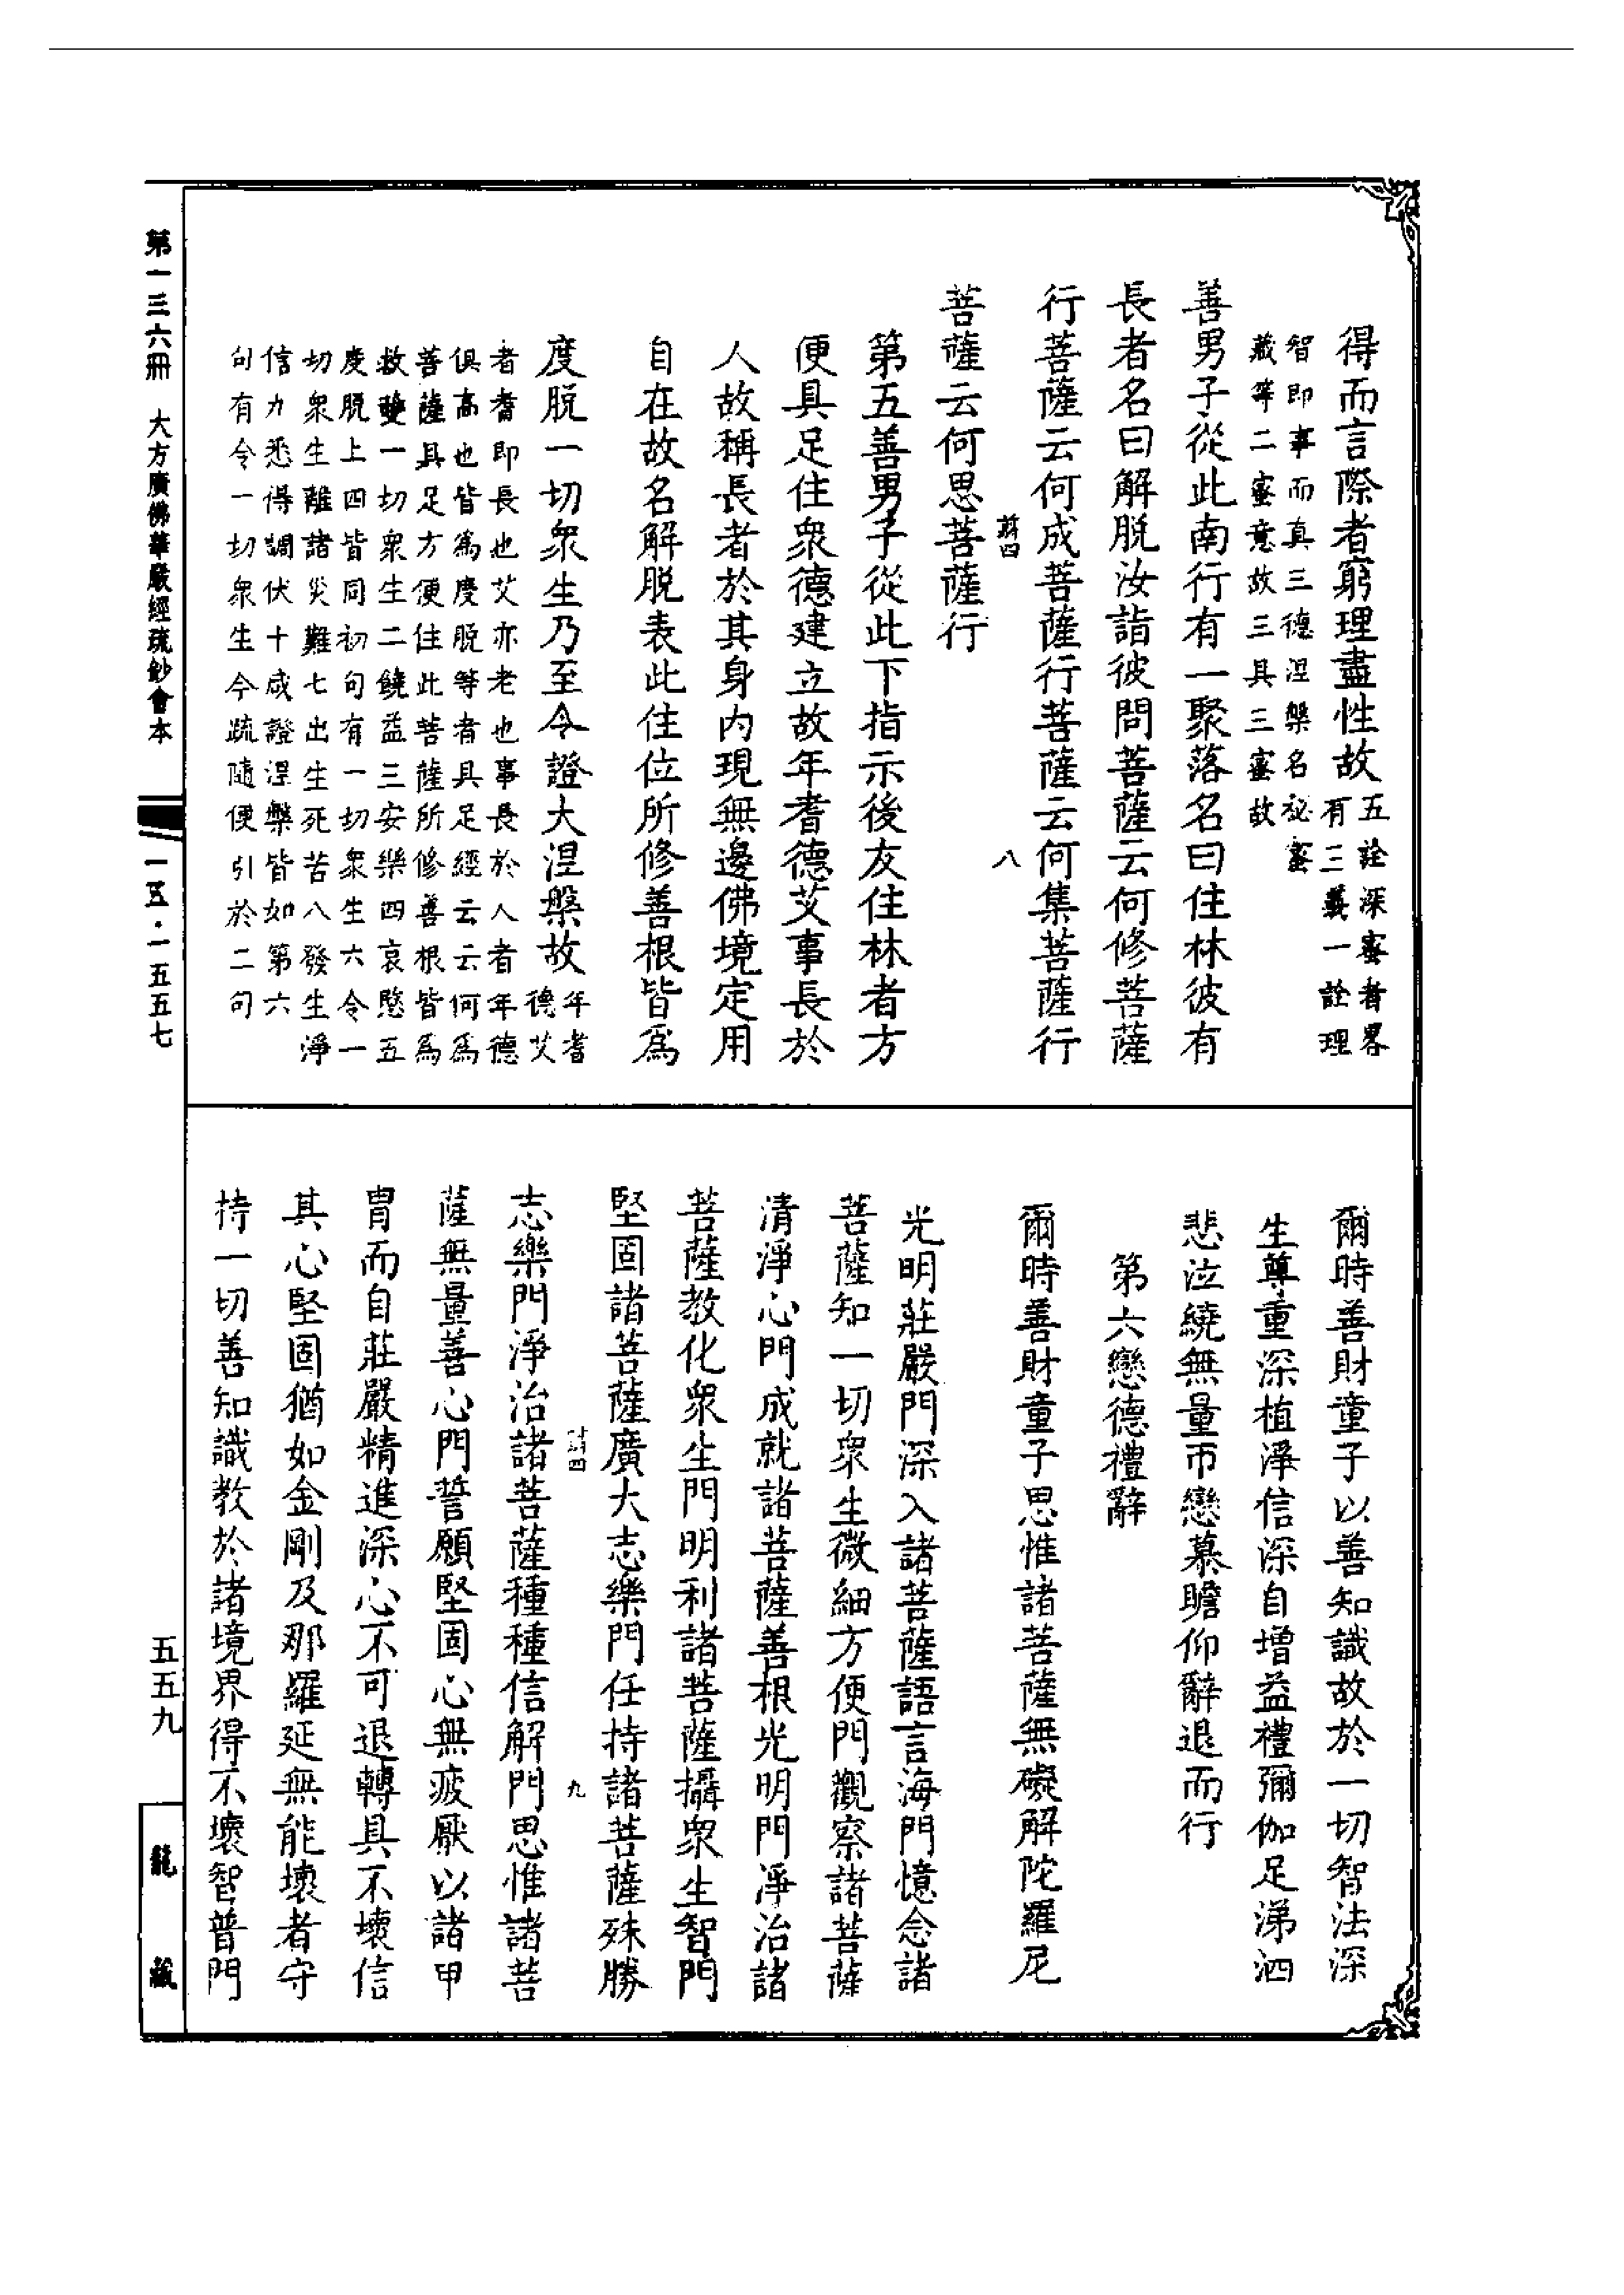 得而言際者窮理盡性故五詮深密者畧
有三義一詮理
智即事而真三德涅槃名祕密
藏等二密意故三具三密故
善男子從此南行有一聚落名曰住林彼有
長者名曰解脫汝詣彼問菩薩云何修菩薩
行菩薩云何成菩薩行菩薩云何集菩薩行
八
菩薩云何思菩薩行
第五善男子從此下指示後友住林者方
便具足住衆德建立故年耆德艾事長於
人故稱長者於其身內現無邊佛境定用
自在故名解脫表此住位所修善根皆爲
度脫一切衆生乃至令證大涅槃故年耆
德艾
者耆即長也艾亦老也事長於人者年德
俱高也皆爲度脫等者具足經云云何爲
菩薩具足方便住此菩薩所修善根皆爲
救護一切衆生二饒益三安樂四哀愍五
度脫上四皆同初句有一切衆生六令一
切衆生離諸災難七出生死苦八發生淨
信九悉得調伏十咸證涅槃皆如第六
句有令一切衆生今疏隨便引於二句
爾時善財童子以善知識故於一切智法深
生尊重深植淨信深自增益禮彌伽足涕泗
悲泣繞無量帀戀慕瞻仰辭退而行
第六戀德禮辭
爾時善財童子思惟諸菩薩無礙解陀羅尼
光明莊嚴門深入諸菩薩語言海門憶念諸
菩薩知一切衆生微細方便門觀察諸菩薩
清淨心門成就諸菩薩善根光明門淨治諸
菩薩教化衆生門明利諸菩薩攝衆生智門
堅固諸菩薩廣大志樂門任持諸菩薩殊勝
九
志樂門淨治諸菩薩種種信解門思惟諸菩
薩無量善心門誓願堅固心無疲厭以諸甲
冑而自莊嚴精進深心不可退轉具不壞信
其心堅固猶如金剛及那羅延無能壞者守
持一切善知識教於諸境界得不壞智普門
第一三六冊 大方廣佛華嚴經疏鈔會本
一五·一五五七
五五九
龍藏